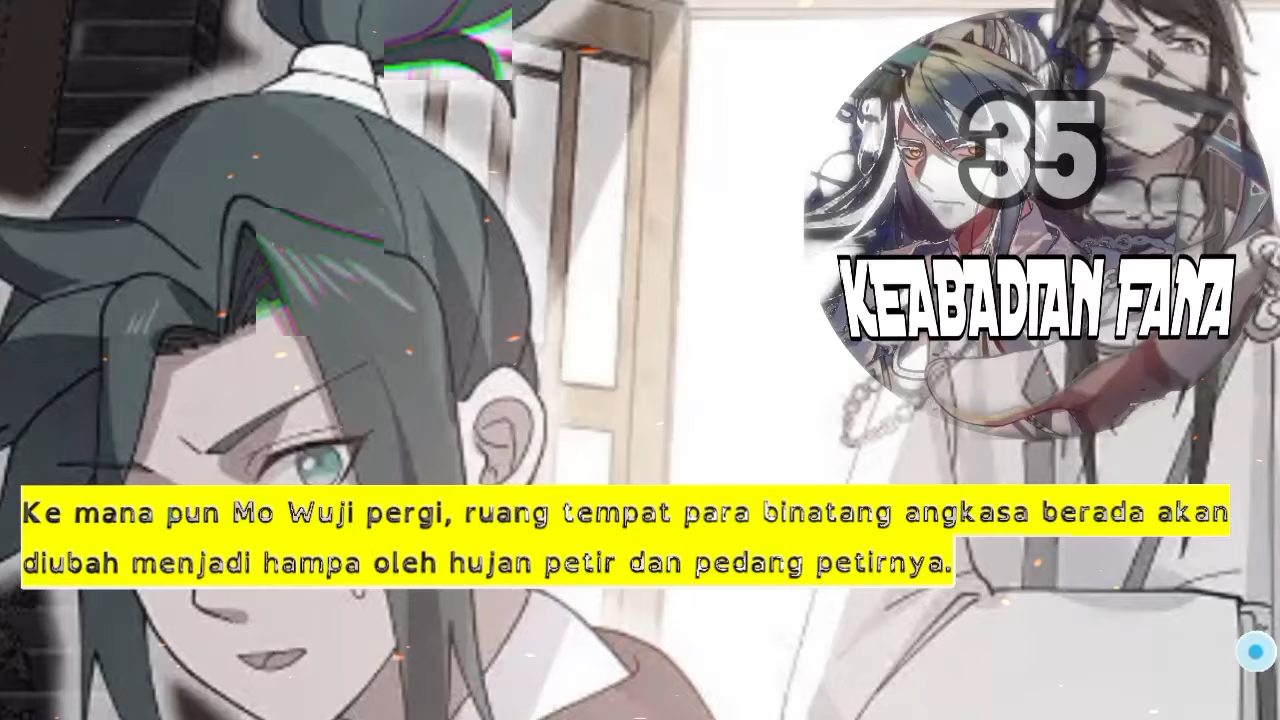 35
KEABADIAN FANA
Ke mana pun Mo Wuji pergi, ruang tempat para binatang angkasa berada akan
diubah menjadi hampa oleh hujan petir dan pedang petirnya.